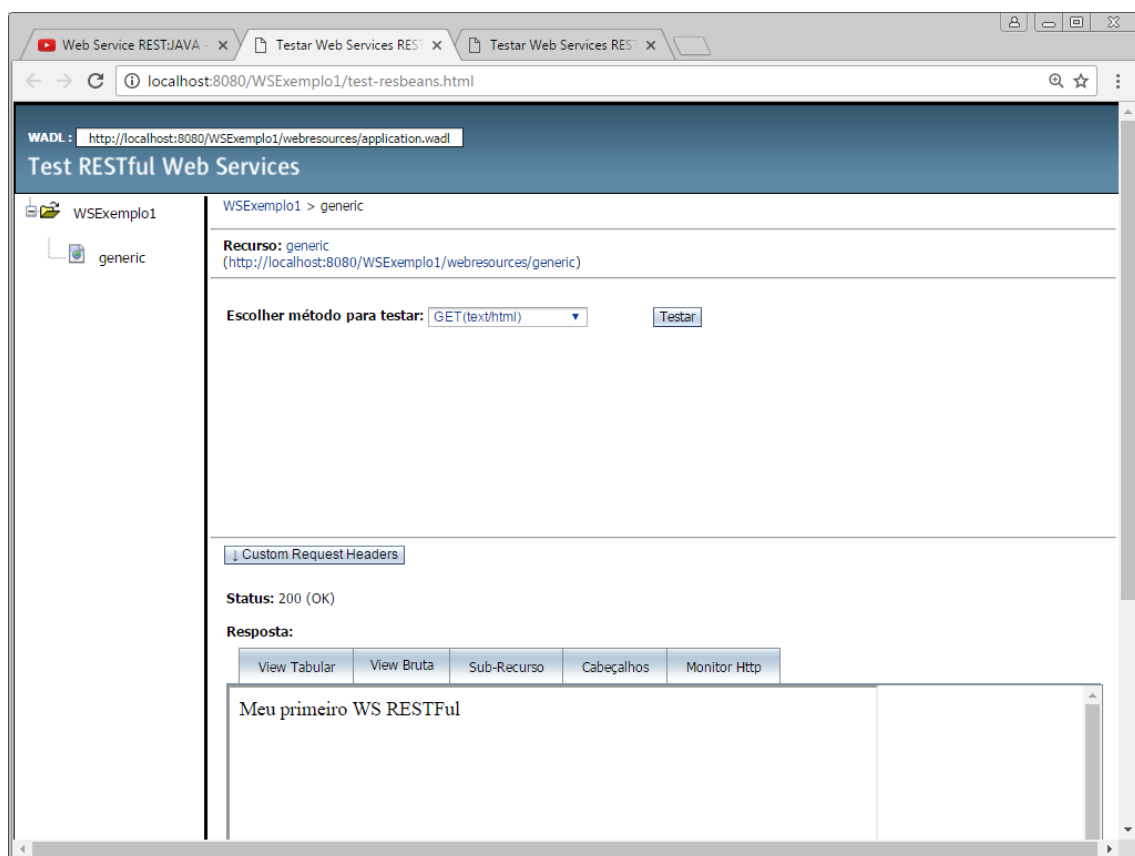 Web Service REST:JAVA -
Testar Web Services RES
Testar Web Services REST
localhost:8080/WSExemplo1/test-resbeans.html
WADL : http://localhost:8080/WSExemplo1/webresources/application.wadl
Test RESTful Web Services
WSExemplo1
generic
WSExemplo1 > generic
Recurso: generic
(http://localhost:8080/WSExemplo1/webresources/generic)
Escolher método para testar: GET(text/html) Testar
↓ Custom Request Headers
Status: 200 (OK)
Resposta:
View Tabular View Bruta Sub-Recurso Cabeçalhos Monitor Http
Meu primeiro WS RESTFul